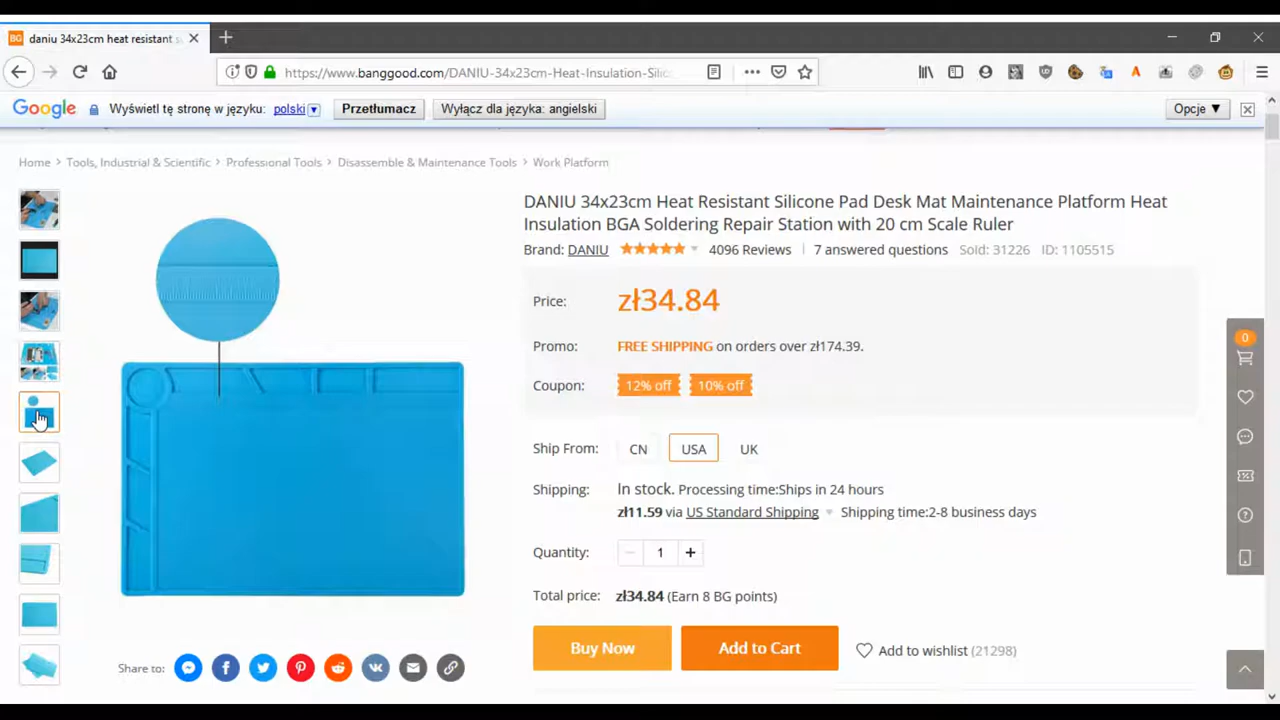 BG daniu 34x23cm heat resistant s
https://www.banggood.com/DANIU-34x23cm-Heat-Insulation-Silic
Google Wyświetl tę stronę w języku: polski Przetłumacz Wyłącz dla języka: angielski Opcje ▼
Home > Tools, Industrial & Scientific > Professional Tools > Disassemble & Maintenance Tools > Work Platform
DANIU 34x23cm Heat Resistant Silicone Pad Desk Mat Maintenance Platform Heat
Insulation BGA Soldering Repair Station with 20 cm Scale Ruler
Brand: DANIU 4096 Reviews 7 answered questions Sold: 31226 ID: 1105515
Price: zł34.84
Promo: FREE SHIPPING on orders over zł174.39.
Coupon: 12% off 10% off
Ship From: CN USA UK
Shipping: In stock. Processing time:Ships in 24 hours
zł11.59 via US Standard Shipping Shipping time:2-8 business days
Quantity: 1
Total price: zł34.84 (Earn 8 BG points)
Buy Now Add to Cart Add to wishlist (21298)
Share to:
0